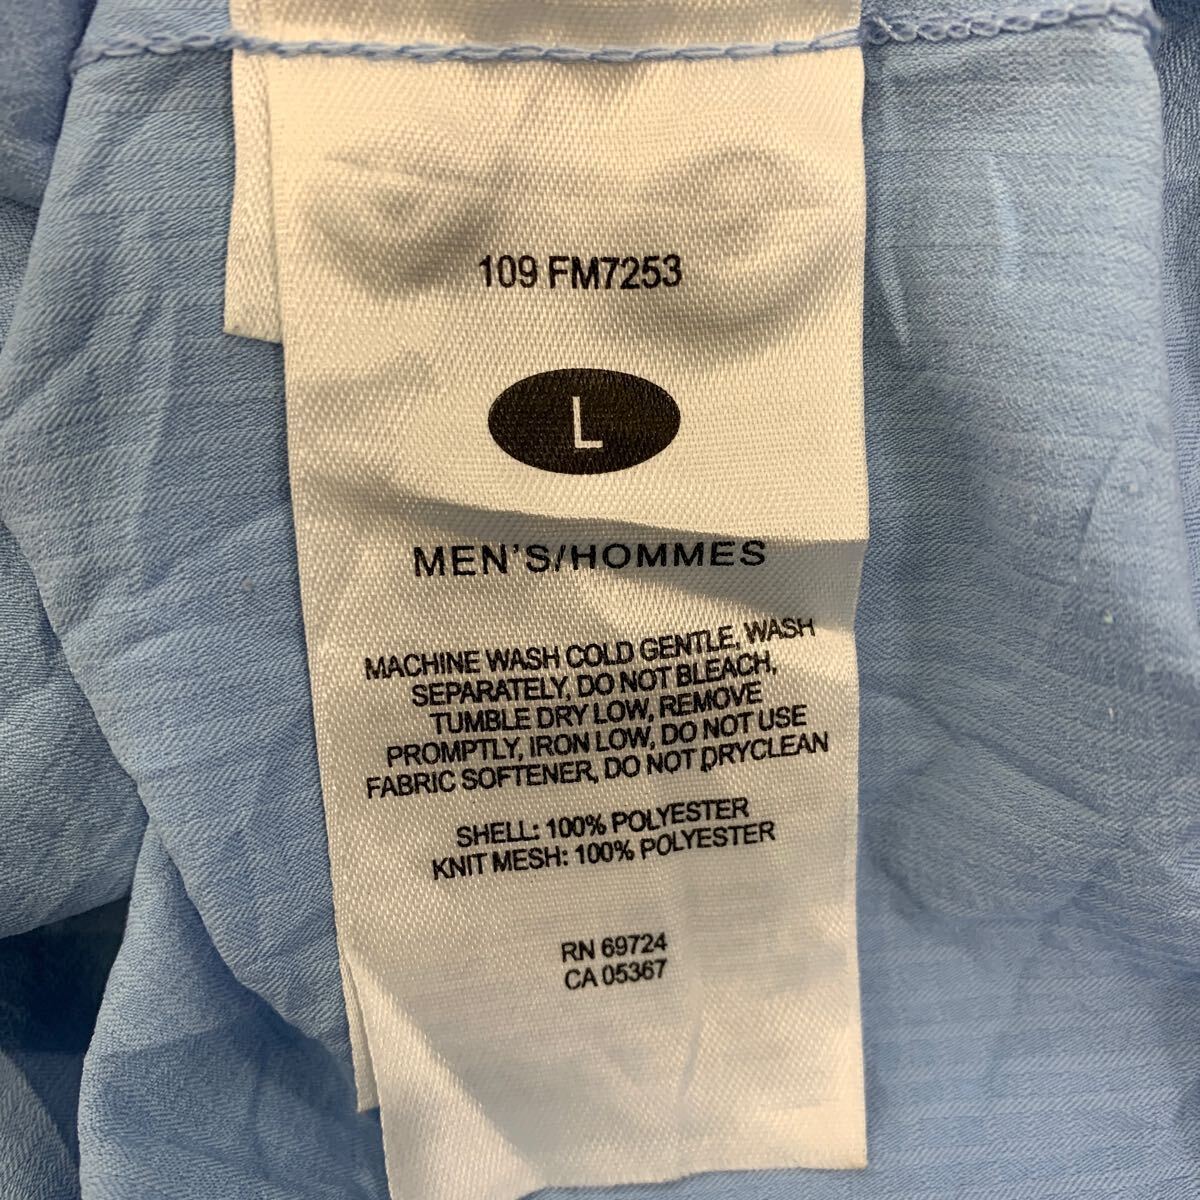 109 FM7253
L
MEN'S/HOMMES
MACHINE WASH COLD GENTLE, WASH
SEPARATELY, DO NOT BLEACH,
TUMBLE DRY LOW, REMOVE
PROMPTLY, IRON LOW, DO NOT USE
FABRIC SOFTENER, DO NOT DRYCLEAN
SHELL: 100% POLYESTER
KNIT MESH: 100% POLYESTER
RN 69724
CA 05367